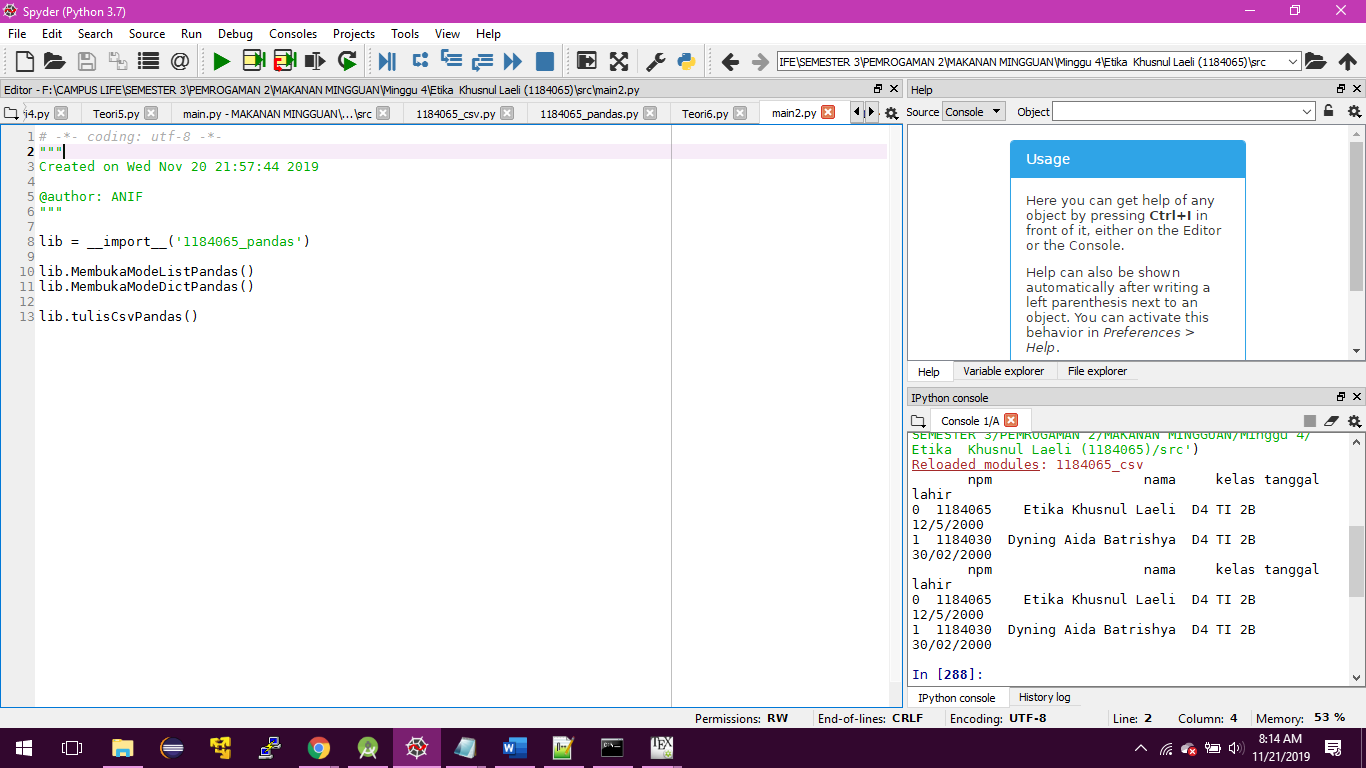 Spyder (Python 3.7)
File Edit Search Source Run Debug Consoles Projects Tools View Help
IFE\SEMESTER 3\PEMROGAMAN 2\MAKANAN MINGGUAN\Minggu 4\Etika Khusnul Laeli (1184065)\src
Editor - F:\CAMPUS LIFE\SEMESTER 3\PEMROGAMAN 2\MAKANAN MINGGUAN\Minggu 4\Etika Khusnul Laeli (1184065)\src\main2.py
i4.py Teori5.py main.py - MAKANAN MINGGUAN\...\src 1184065_csv.py 1184065_pandas.py Teori6.py main2.py
1 # -*- coding: utf-8 -*-
2 """
3 Created on Wed Nov 20 21:57:44 2019
4
5 @author: ANIF
6 """
7
8 lib = __import__('1184065_pandas')
9
10 lib.MembukaModeListPandas()
11 lib.MembukaModeDictPandas()
12
13 lib.tulisCsvPandas()
Help
Source Console Object
Usage
Here you can get help of any
object by pressing Ctrl+I in
front of it, either on the Editor
or the Console.
Help can also be shown
automatically after writing a
left parenthesis next to an
object. You can activate this
behavior in Preferences >
Help.
Help Variable explorer File explorer
IPython console
Console 1/A
SEMESTER 3/PEMROGAMAN 2/MAKANAN MINGGUAN/Minggu 4/
Etika Khusnul Laeli (1184065)/src')
Reloaded modules: 1184065_csv
npm nama kelas tanggal
lahir
0 1184065 Etika Khusnul Laeli D4 TI 2B
12/5/2000
1 1184030 Dyning Aida Batrishya D4 TI 2B
30/02/2000
npm nama kelas tanggal
lahir
0 1184065 Etika Khusnul Laeli D4 TI 2B
12/5/2000
1 1184030 Dyning Aida Batrishya D4 TI 2B
30/02/2000
In [288]:
IPython console History log
Permissions: RW End-of-lines: CRLF Encoding: UTF-8 Line: 2 Column: 4 Memory: 53 %
8:14 AM
11/21/2019